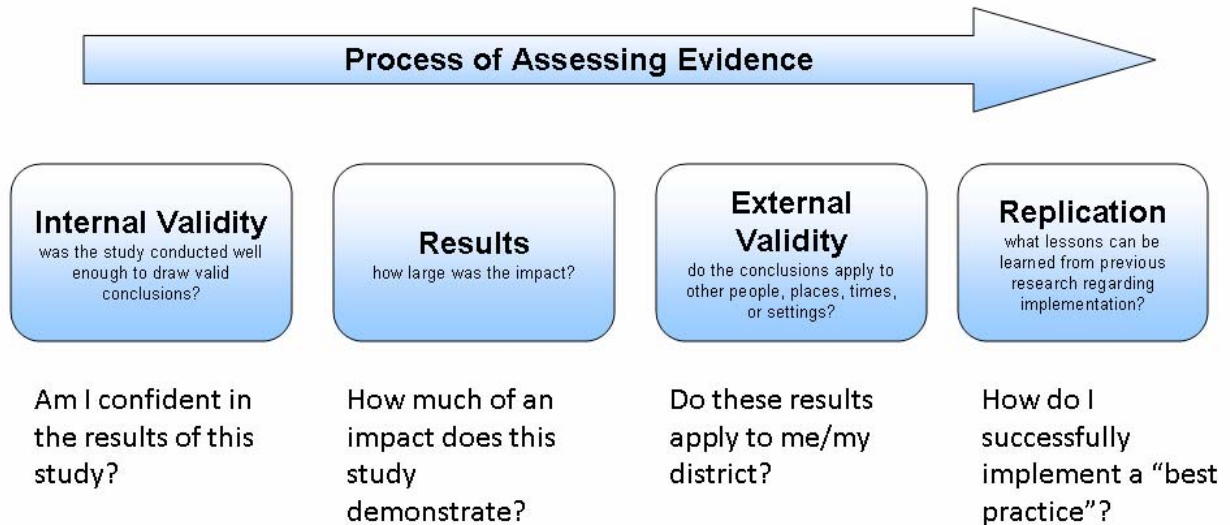 Process of Assessing Evidence
Internal Validity
was the study conducted well
enough to draw valid
conclusions?
Results
how large was the impact?
External
Validity
do the conclusions apply to
other people, places, times,
or settings?
Replication
what lessons can be
learned from previous
research regarding
implementation?
Am I confident in
the results of this
study?
How much of an
impact does this
study
demonstrate?
Do these results
apply to me/my
district?
How do I
successfully
implement a “best
practice”?